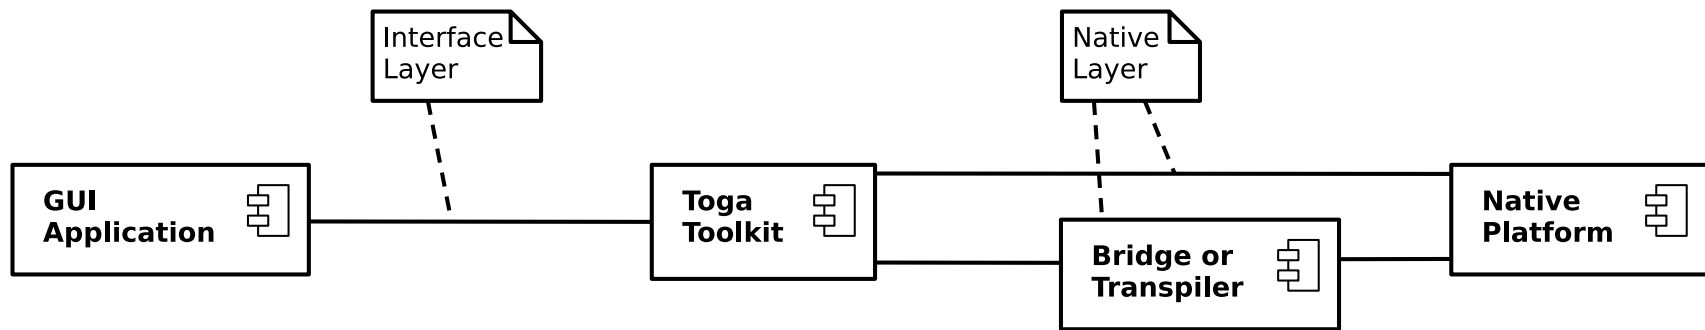 Interface
Layer
Native
Layer
GUI
Application
Toga
Toolkit
Bridge or
Transpiler
Native
Platform